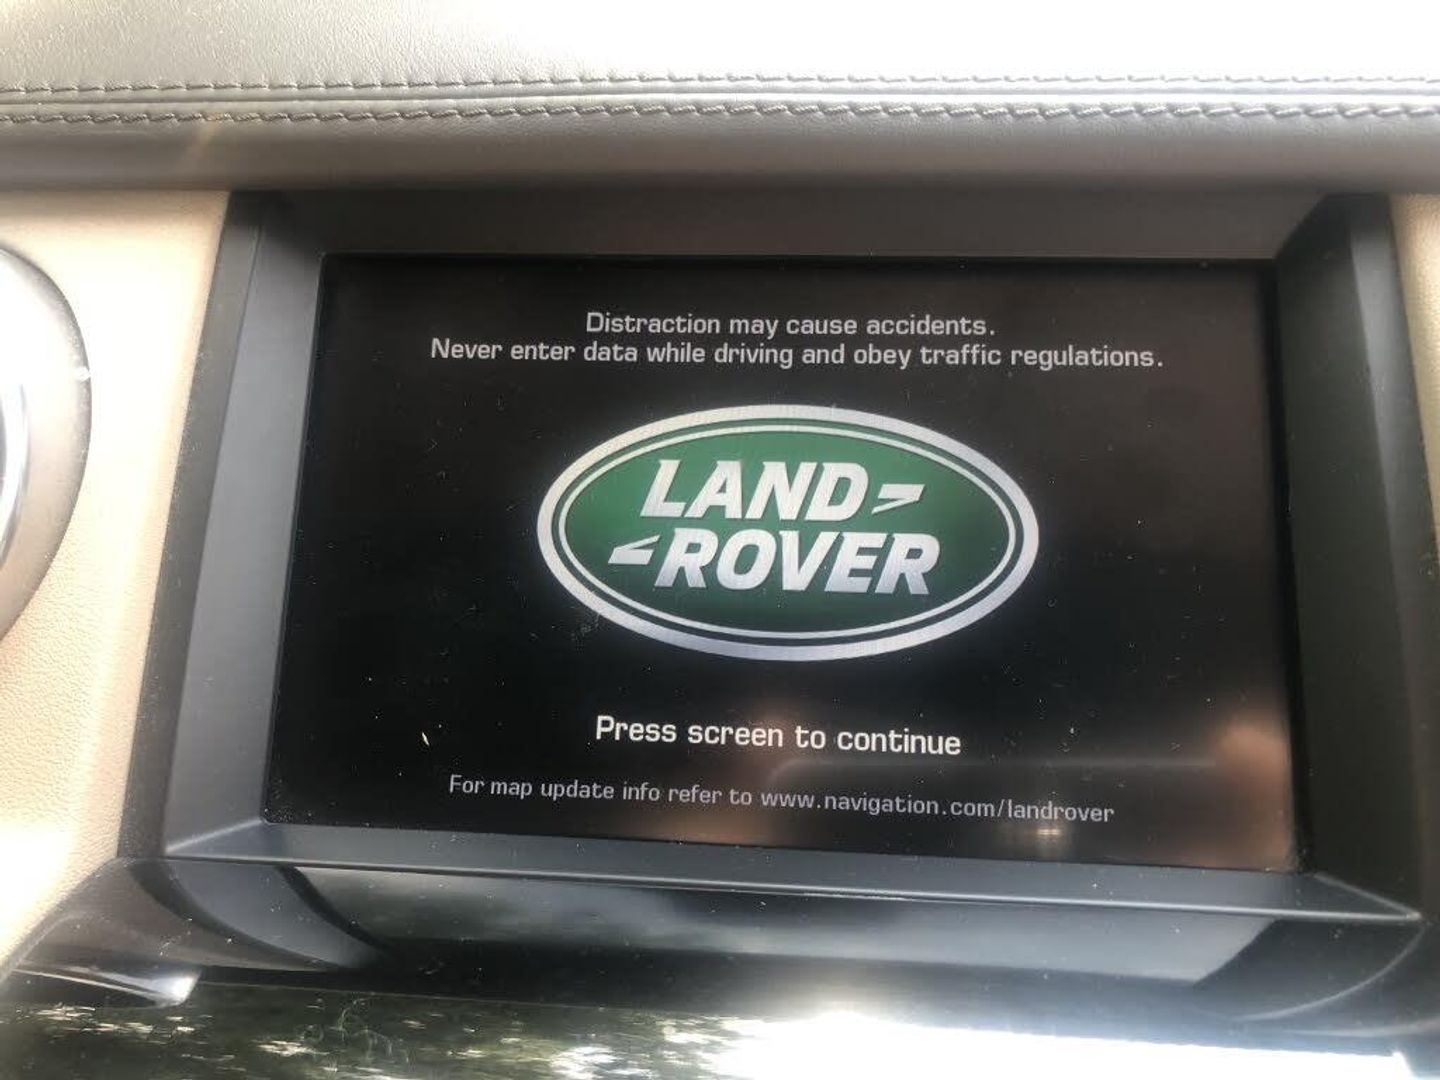 Distraction may cause accidents.
Never enter data while driving and obey traffic regulations.
LAND
ROVER
Press screen to continue
For map update info refer to www.navigation.com/landrover